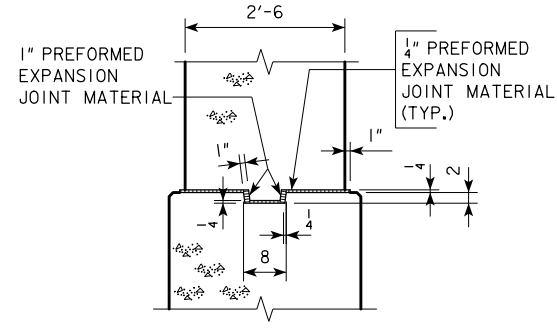 2'-6
1" PREFORMED
EXPANSION
JOINT MATERIAL
1/4" PREFORMED
EXPANSION
JOINT MATERIAL
(TYP.)
1"
1"
1/4
2
1/4
1/4
8